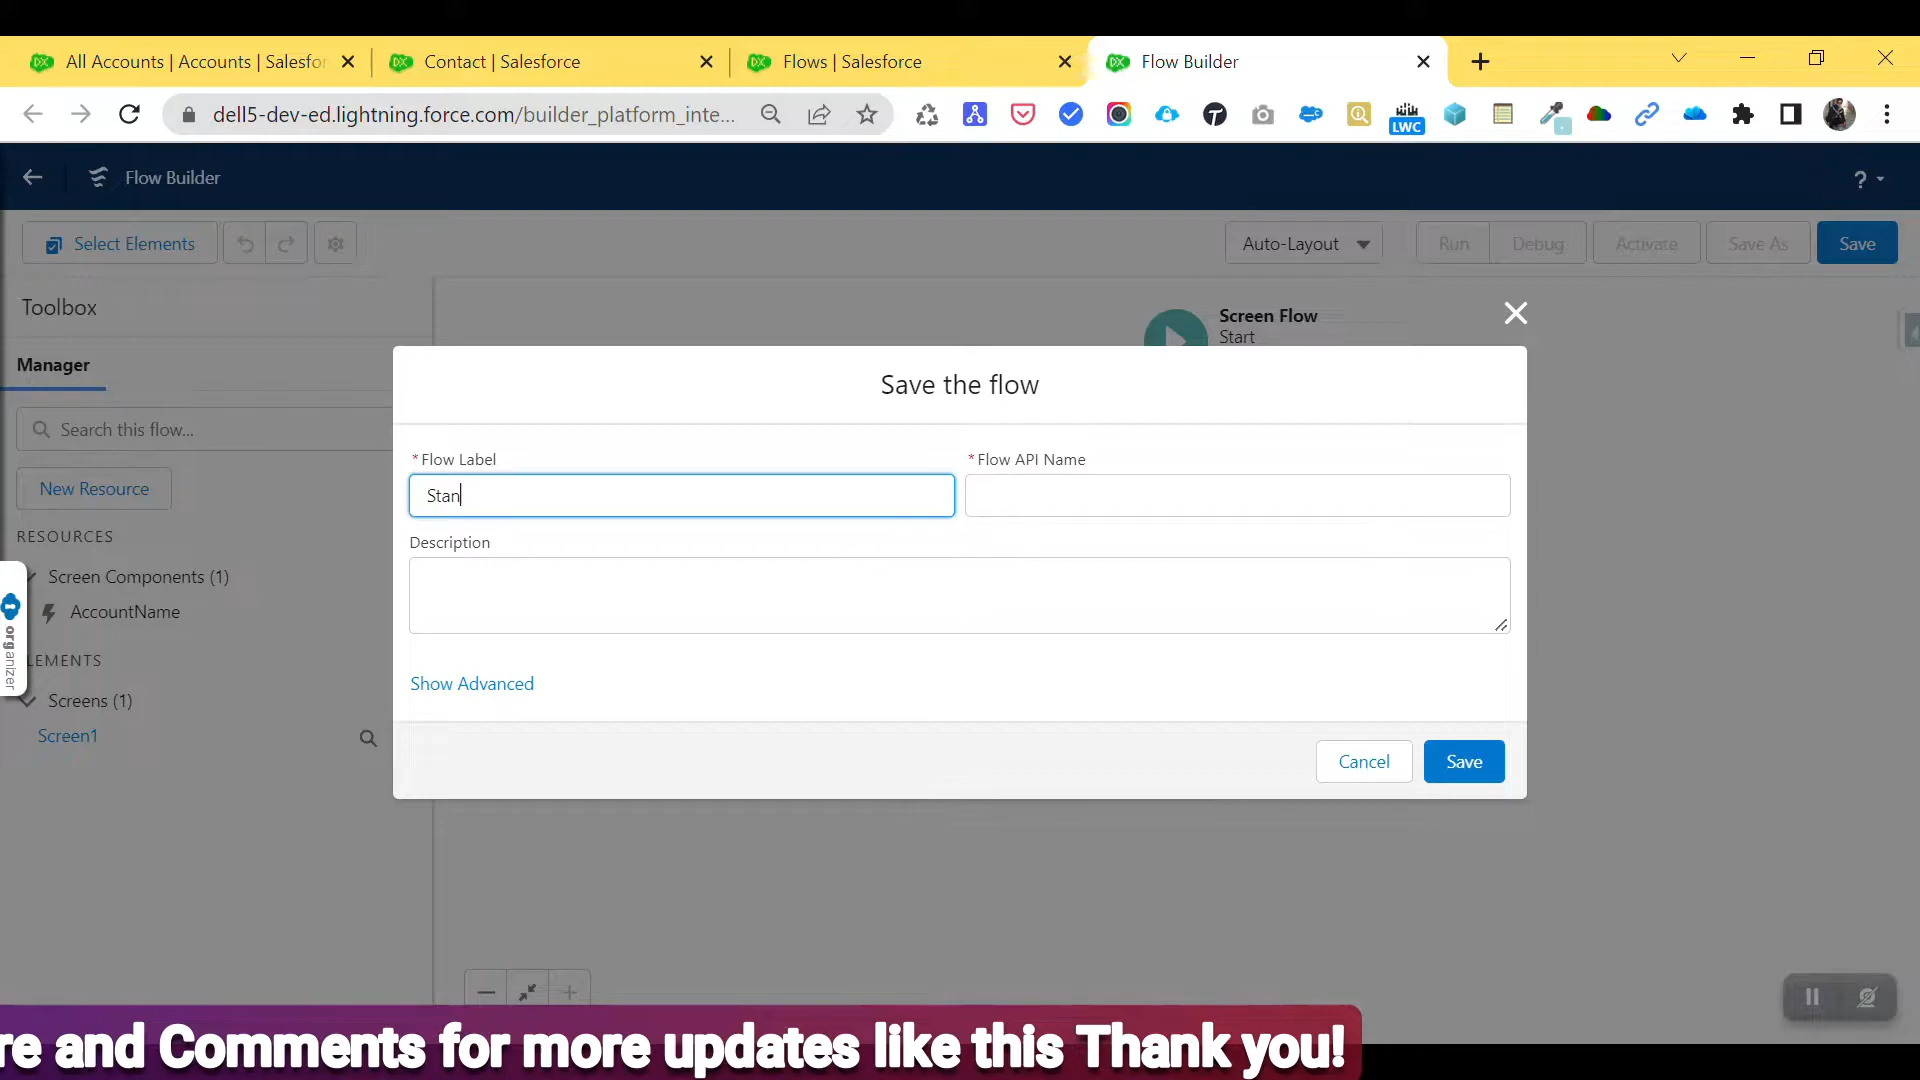 All Accounts | Accounts | Salesfor
Contact | Salesforce
Flows | Salesforce
Flow Builder
dell5-dev-ed.lightning.force.com/builder_platform_inte...
LWC
Flow Builder
?
Select Elements
Auto-Layout
Run
Debug
Activate
Save As
Save
Toolbox
Screen Flow
Start
Manager
Save the flow
Search this flow...
* Flow Label
* Flow API Name
Stan
New Resource
Description
RESOURCES
Screen Components (1)
AccountName
organizer
LEMENTS
Screens (1)
Show Advanced
Screen1
Cancel
Save
re and Comments for more updates like this Thank you!